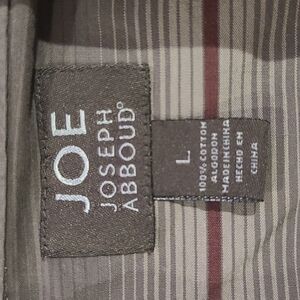 JOE
JOSEPH
ABBOUD®
L
100% COTTON
ALGODON
MADE IN CHINA
HECHO EN
CHINA